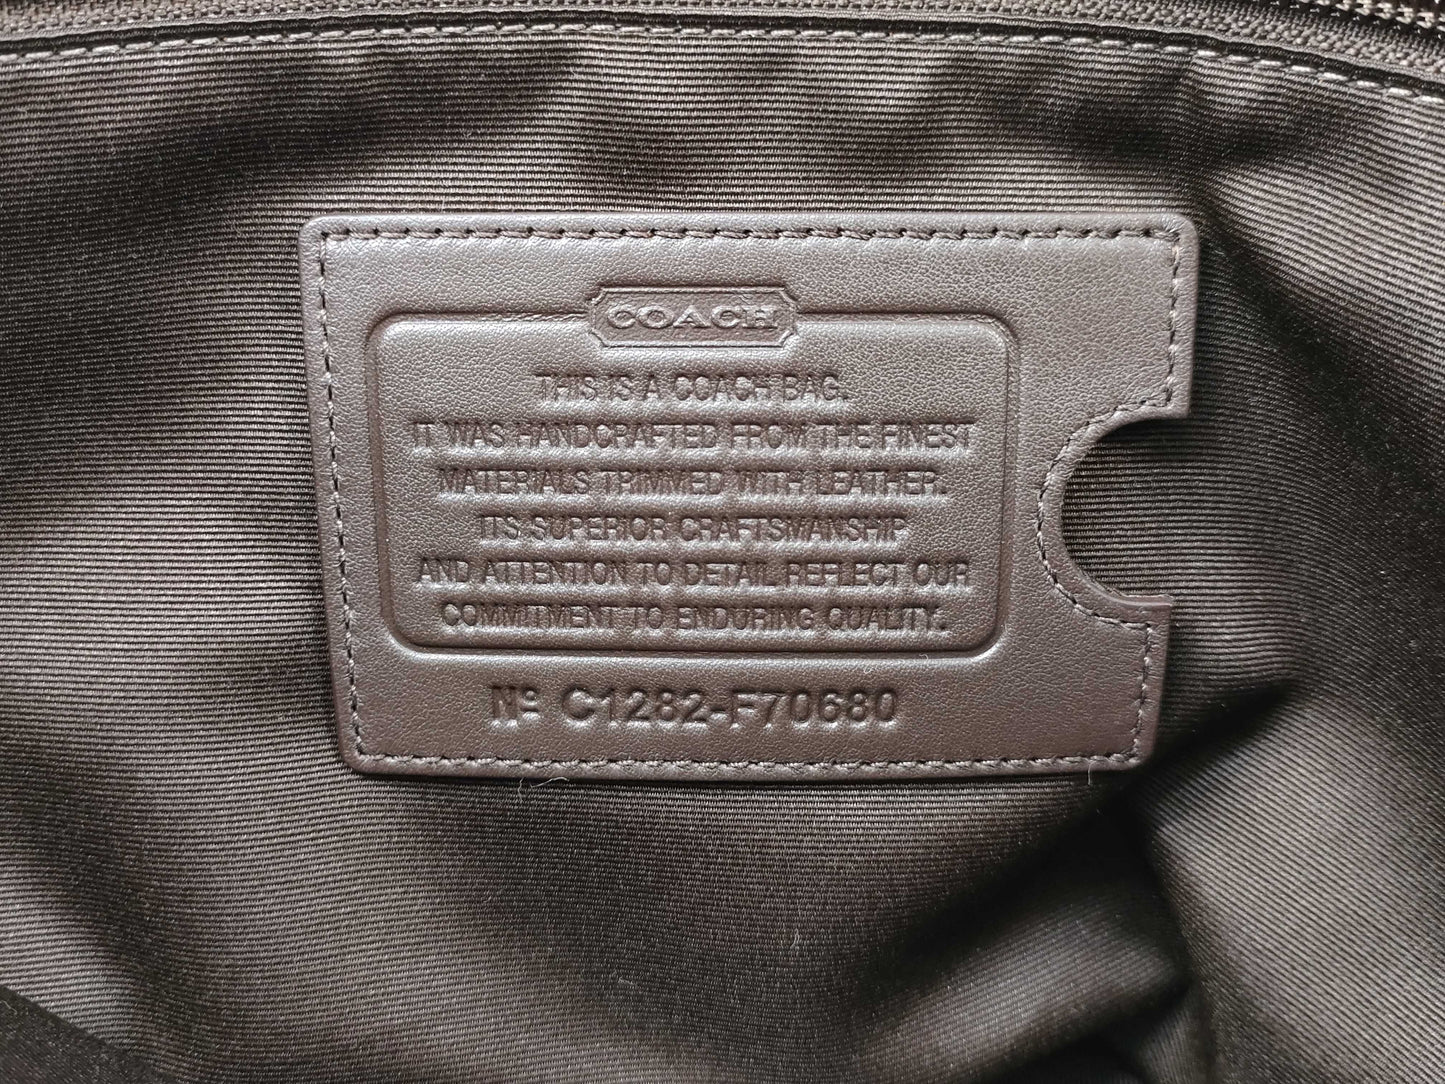 COACH
THIS IS A COACH BAG.
IT WAS HANDCRAFTED FROM THE FINEST
MATERIALS TRIMMED WITH LEATHER.
ITS SUPERIOR CRAFTSMANSHIP
AND ATTENTION TO DETAIL REFLECT OUR
COMMITMENT TO ENDURING QUALITY.
Nº C1282-F70680